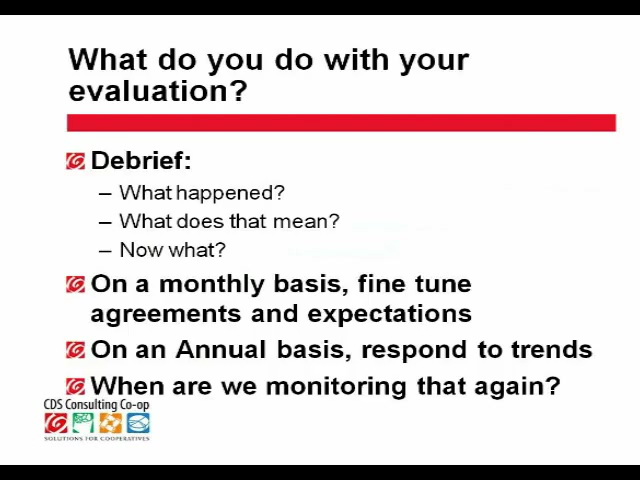 What do you do with your
evaluation?
Debrief:
– What happened?
– What does that mean?
– Now what?
On a monthly basis, fine tune
agreements and expectations
On an Annual basis, respond to trends
When are we monitoring that again?
CDS Consulting Co-op
SOLUTIONS FOR COOPERATIVES